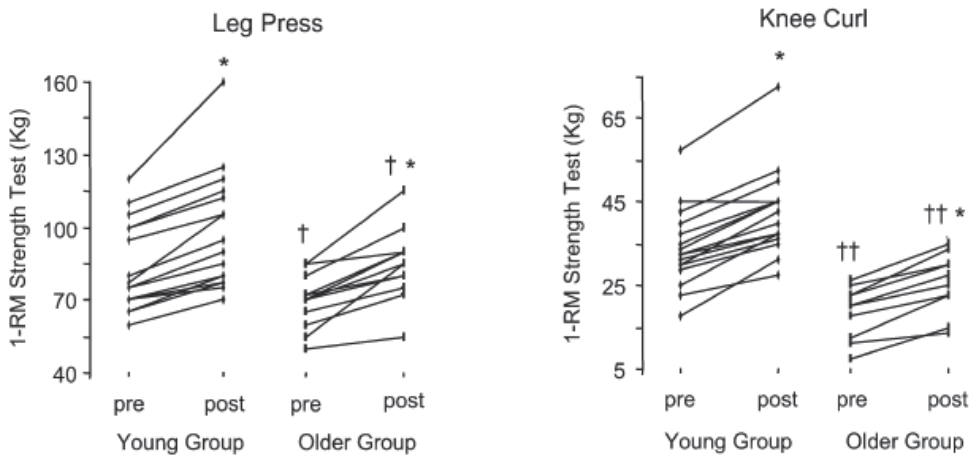 Leg Press
1-RM Strength Test (Kg)
160
130
100
70
40
*
†
† *
pre post pre post
Young Group Older Group
Knee Curl
1-RM Strength Test (Kg)
65
45
25
5
*
††
†† *
pre post pre post
Young Group Older Group